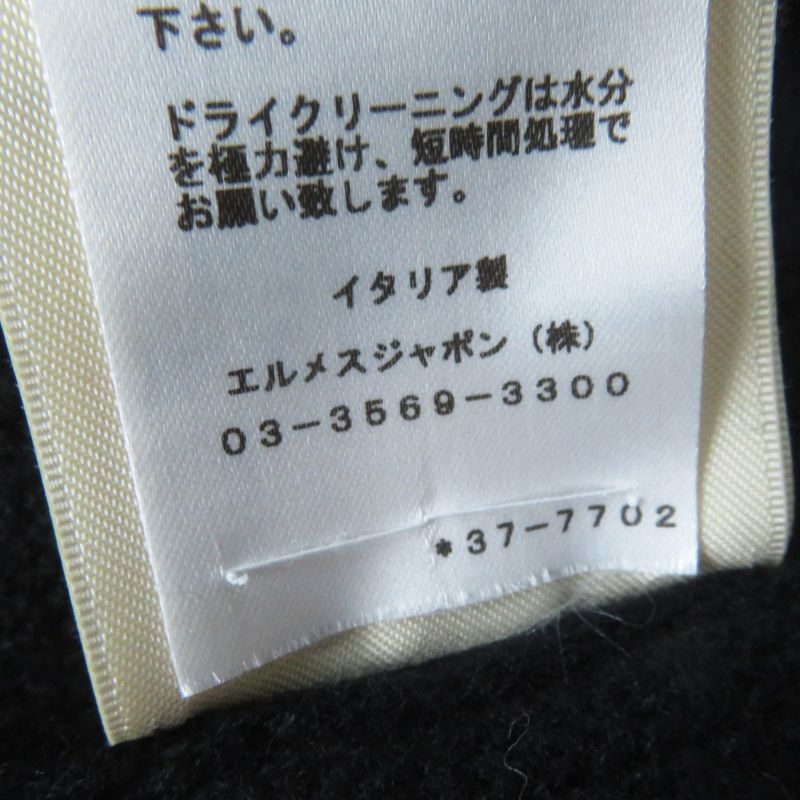 下さい。
ドライクリーニングは水分
を極力避け、短時間処理で
お願い致します。
イタリア製
エルメスジャポン（株）
03-3569-3300
*37-7702